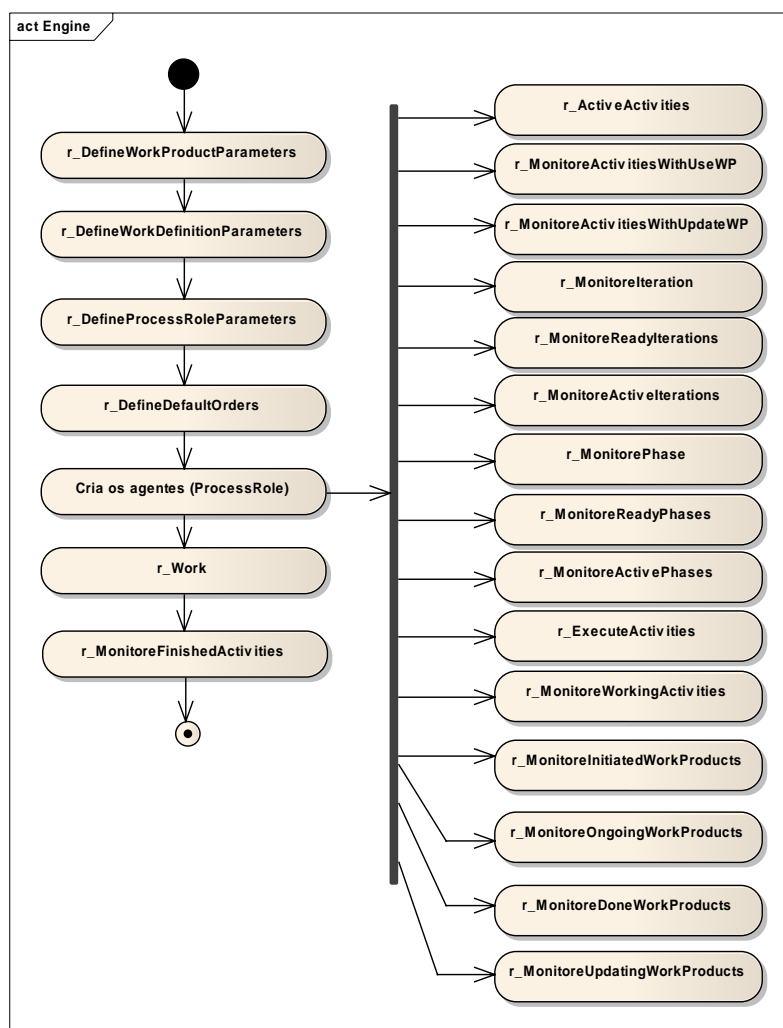 act Engine
r_DefineWorkProductParameters
r_DefineWorkDefinitionParameters
r_DefineProcessRoleParameters
r_DefineDefaultOrders
Cria os agentes (ProcessRole)
r_Work
r_MonitoreFinishedActivities
r_ActiveActivities
r_MonitoreActivitiesWithUseWP
r_MonitoreActivitiesWithUpdateWP
r_MonitoreIteration
r_MonitoreReadyIterations
r_MonitoreActiveIterations
r_MonitorePhase
r_MonitoreReadyPhases
r_MonitoreActivePhases
r_ExecuteActivities
r_MonitoreWorkingActivities
r_MonitoreInitiatedWorkProducts
r_MonitoreOngoingWorkProducts
r_MonitoreDoneWorkProducts
r_MonitoreUpdatingWorkProducts